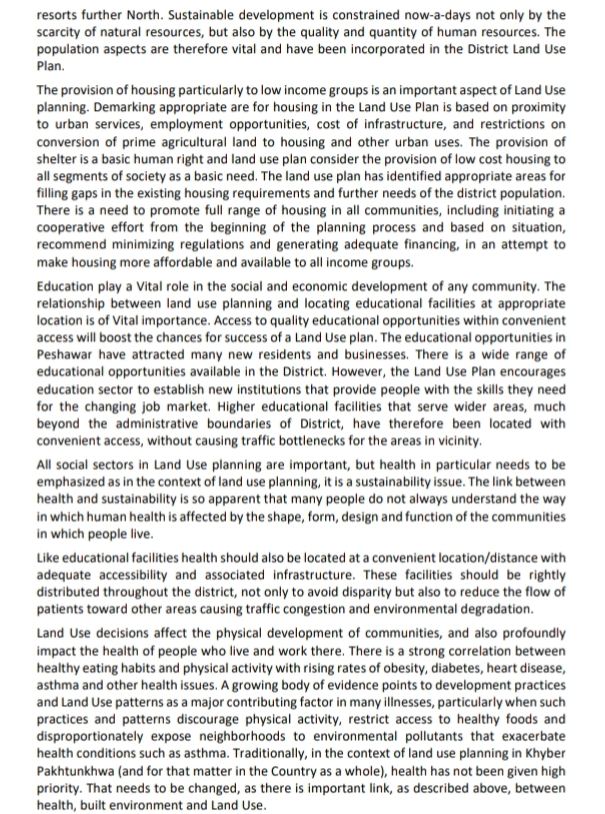 resorts further North. Sustainable development is constrained now-a-days not only by the
scarcity of natural resources, but also by the quality and quantity of human resources. The
population aspects are therefore vital and have been incorporated in the District Land Use
Plan.
The provision of housing particularly to low income groups is an important aspect of Land Use
planning. Demarking appropriate are for housing in the Land Use Plan is based on proximity
to urban services, employment opportunities, cost of infrastructure, and restrictions on
conversion of prime agricultural land to housing and other urban uses. The provision of
shelter is a basic human right and land use plan consider the provision of low cost housing to
all segments of society as a basic need. The land use plan has identified appropriate areas for
filling gaps in the existing housing requirements and further needs of the district population.
There is a need to promote full range of housing in all communities, including initiating a
cooperative effort from the beginning of the planning process and based on situation,
recommend minimizing regulations and generating adequate financing, in an attempt to
make housing more affordable and available to all income groups.
Education play a Vital role in the social and economic development of any community. The
relationship between land use planning and locating educational facilities at appropriate
location is of Vital importance. Access to quality educational opportunities within convenient
access will boost the chances for success of a Land Use plan. The educational opportunities in
Peshawar have attracted many new residents and businesses. There is a wide range of
educational opportunities available in the District. However, the Land Use Plan encourages
education sector to establish new institutions that provide people with the skills they need
for the changing job market. Higher educational facilities that serve wider areas, much
beyond the administrative boundaries of District, have therefore been located with
convenient access, without causing traffic bottlenecks for the areas in vicinity.
All social sectors in Land Use planning are important, but health in particular needs to be
emphasized as in the context of land use planning, it is a sustainability issue. The link between
health and sustainability is so apparent that many people do not always understand the way
in which human health is affected by the shape, form, design and function of the communities
in which people live.
Like educational facilities health should also be located at a convenient location/distance with
adequate accessibility and associated infrastructure. These facilities should be rightly
distributed throughout the district, not only to avoid disparity but also to reduce the flow of
patients toward other areas causing traffic congestion and environmental degradation.
Land Use decisions affect the physical development of communities, and also profoundly
impact the health of people who live and work there. There is a strong correlation between
healthy eating habits and physical activity with rising rates of obesity, diabetes, heart disease,
asthma and other health issues. A growing body of evidence points to development practices
and Land Use patterns as a major contributing factor in many illnesses, particularly when such
practices and patterns discourage physical activity, restrict access to healthy foods and
disproportionately expose neighborhoods to environmental pollutants that exacerbate
health conditions such as asthma. Traditionally, in the context of land use planning in Khyber
Pakhtunkhwa (and for that matter in the Country as a whole), health has not been given high
priority. That needs to be changed, as there is important link, as described above, between
health, built environment and Land Use.